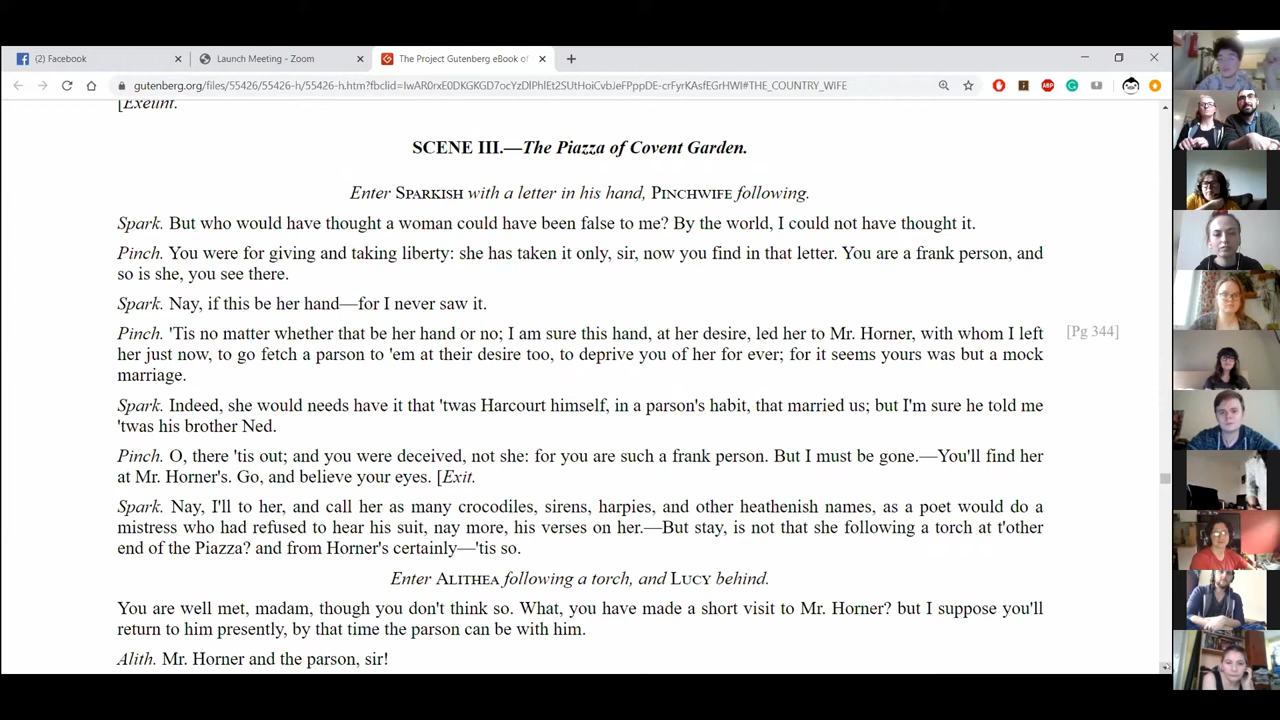 (2) Facebook
Launch Meeting - Zoom
The Project Gutenberg eBook of
gutenberg.org/files/55426-h/55426-h.htm?fbclid=IwAR0rxE0DKGKGD7ocYzDlPhlEt2SUtHoiCvbJeFPppDE-crFyrKAsfEGrHWI#THE_COUNTRY_WIFE
ABP
[Exeunt.
SCENE III.—The Piazza of Covent Garden.
Enter SPARKISH with a letter in his hand, PINCHWIFE following.
Spark. But who would have thought a woman could have been false to me? By the world, I could not have thought it.
Pinch. You were for giving and taking liberty: she has taken it only, sir, now you find in that letter. You are a frank person, and
so is she, you see there.
Spark. Nay, if this be her hand—for I never saw it.
Pinch. 'Tis no matter whether that be her hand or no; I am sure this hand, at her desire, led her to Mr. Horner, with whom I left
[Pg 344]
her just now, to go fetch a parson to 'em at their desire too, to deprive you of her for ever; for it seems yours was but a mock
marriage.
Spark. Indeed, she would needs have it that 'twas Harcourt himself, in a parson's habit, that married us; but I'm sure he told me
'twas his brother Ned.
Pinch. O, there 'tis out; and you were deceived, not she: for you are such a frank person. But I must be gone.—You'll find her
at Mr. Horner's. Go, and believe your eyes. [Exit.
Spark. Nay, I'll to her, and call her as many crocodiles, sirens, harpies, and other heathenish names, as a poet would do a
mistress who had refused to hear his suit, nay more, his verses on her.—But stay, is not that she following a torch at t'other
end of the Piazza? and from Horner's certainly—'tis so.
Enter ALITHEA following a torch, and LUCY behind.
You are well met, madam, though you don't think so. What, you have made a short visit to Mr. Horner? but I suppose you'll
return to him presently, by that time the parson can be with him.
Alith. Mr. Horner and the parson, sir!